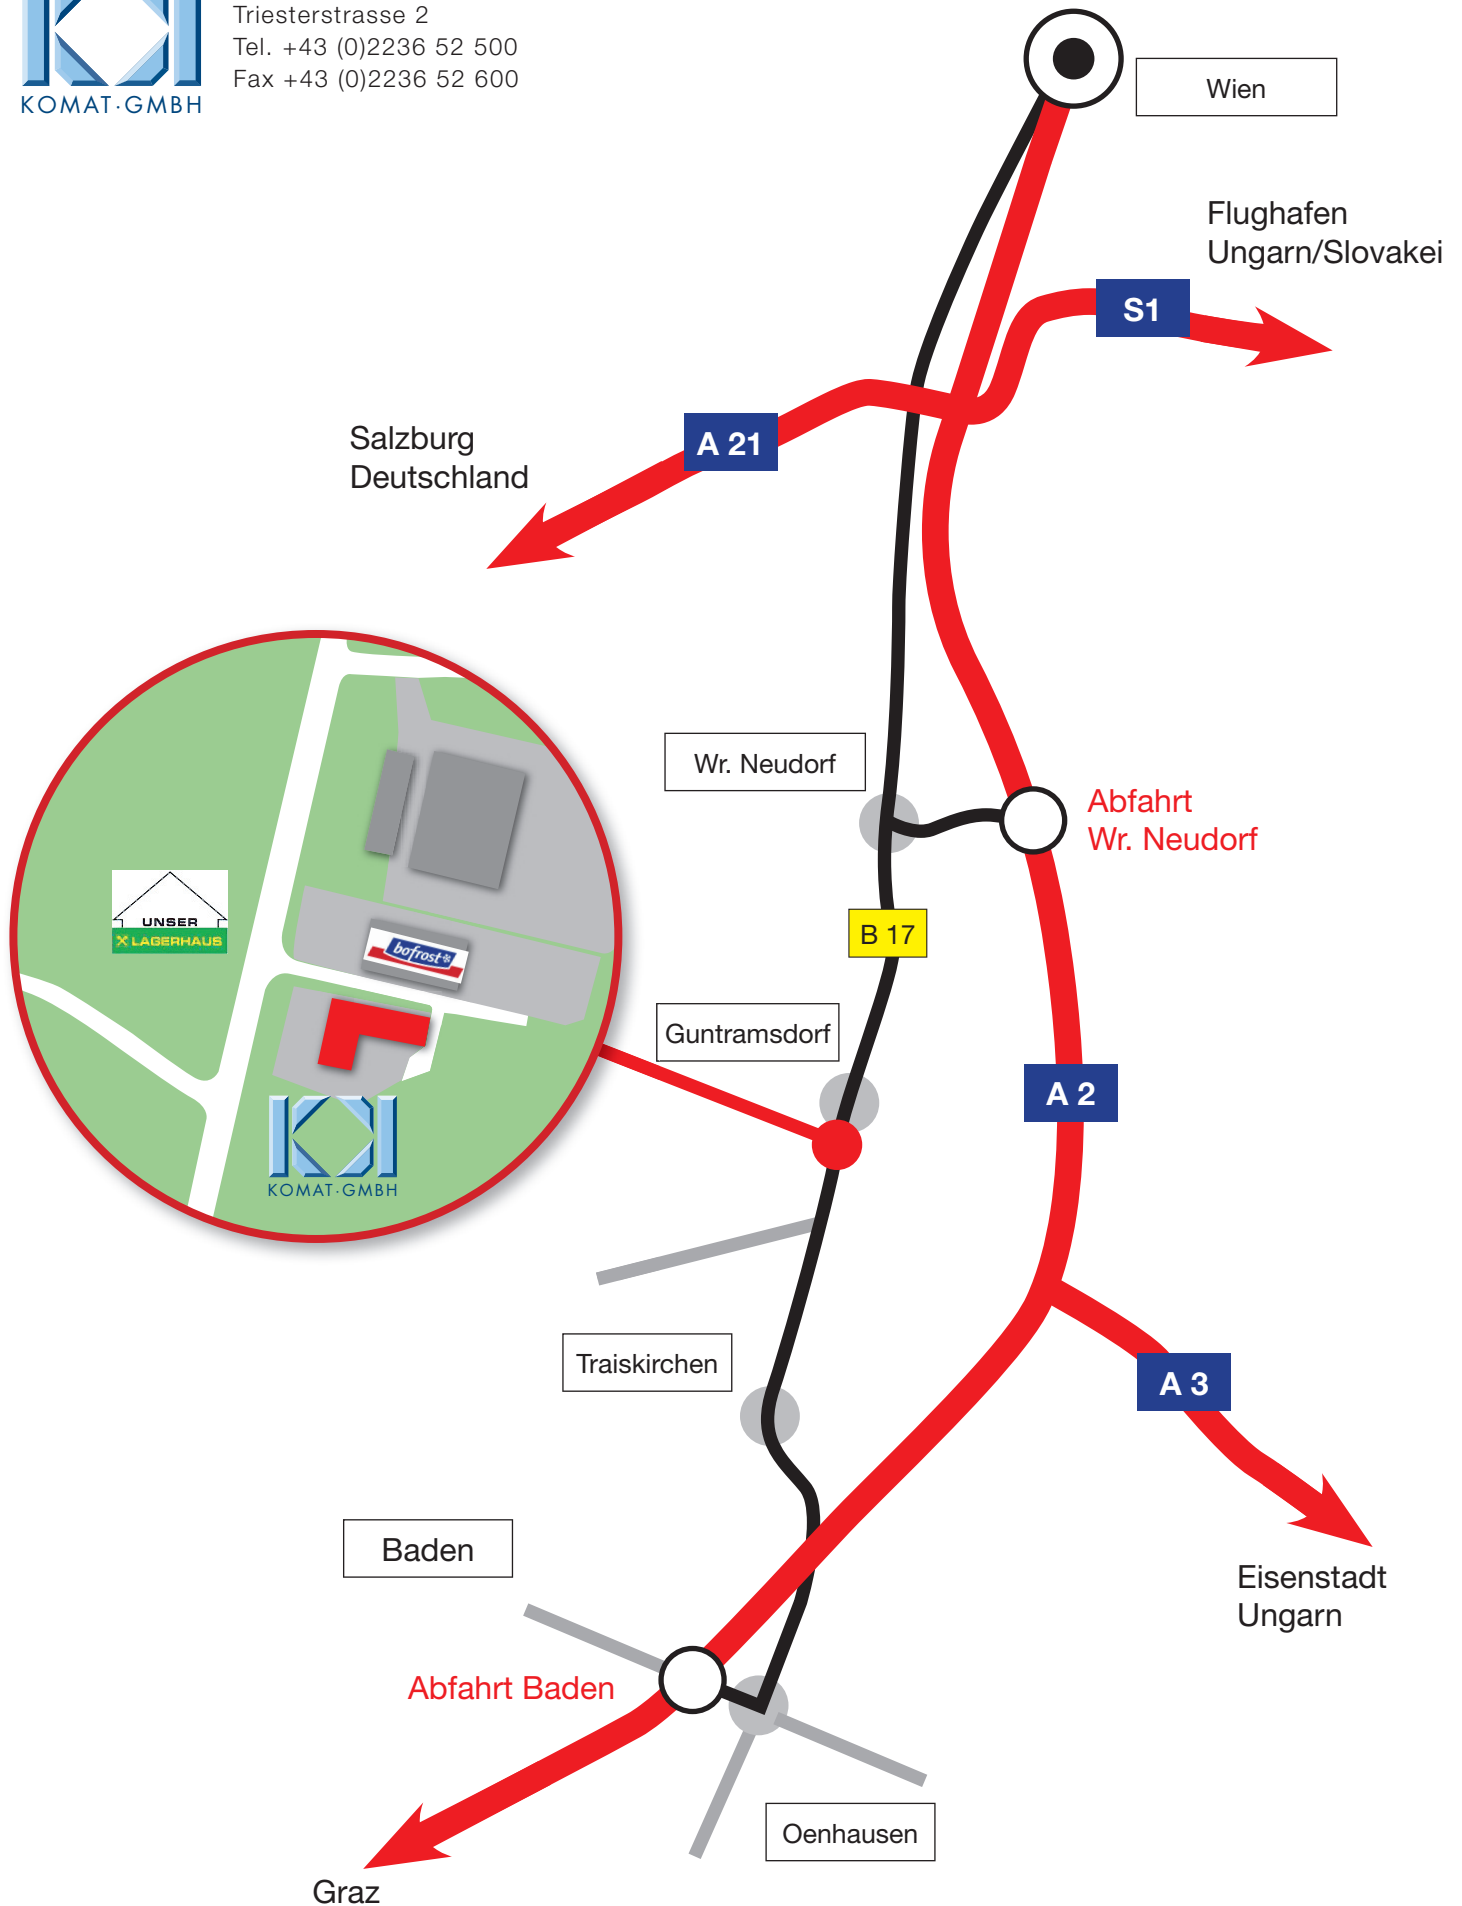 Triesterstrasse 2
Tel. +43 (0)2236 52 500
Fax +43 (0)2236 52 600
KOMAT·GMBH
Wien
Flughafen
Ungarn/Slovakei
S1
A 21
Salzburg
Deutschland
Wr. Neudorf
Abfahrt
Wr. Neudorf
UNSER
LAGERHAUS
bofrost*
B 17
Guntramsdorf
A 2
KOMAT·GMBH
Traiskirchen
A 3
Baden
Eisenstadt
Ungarn
Abfahrt Baden
Oenhausen
Graz